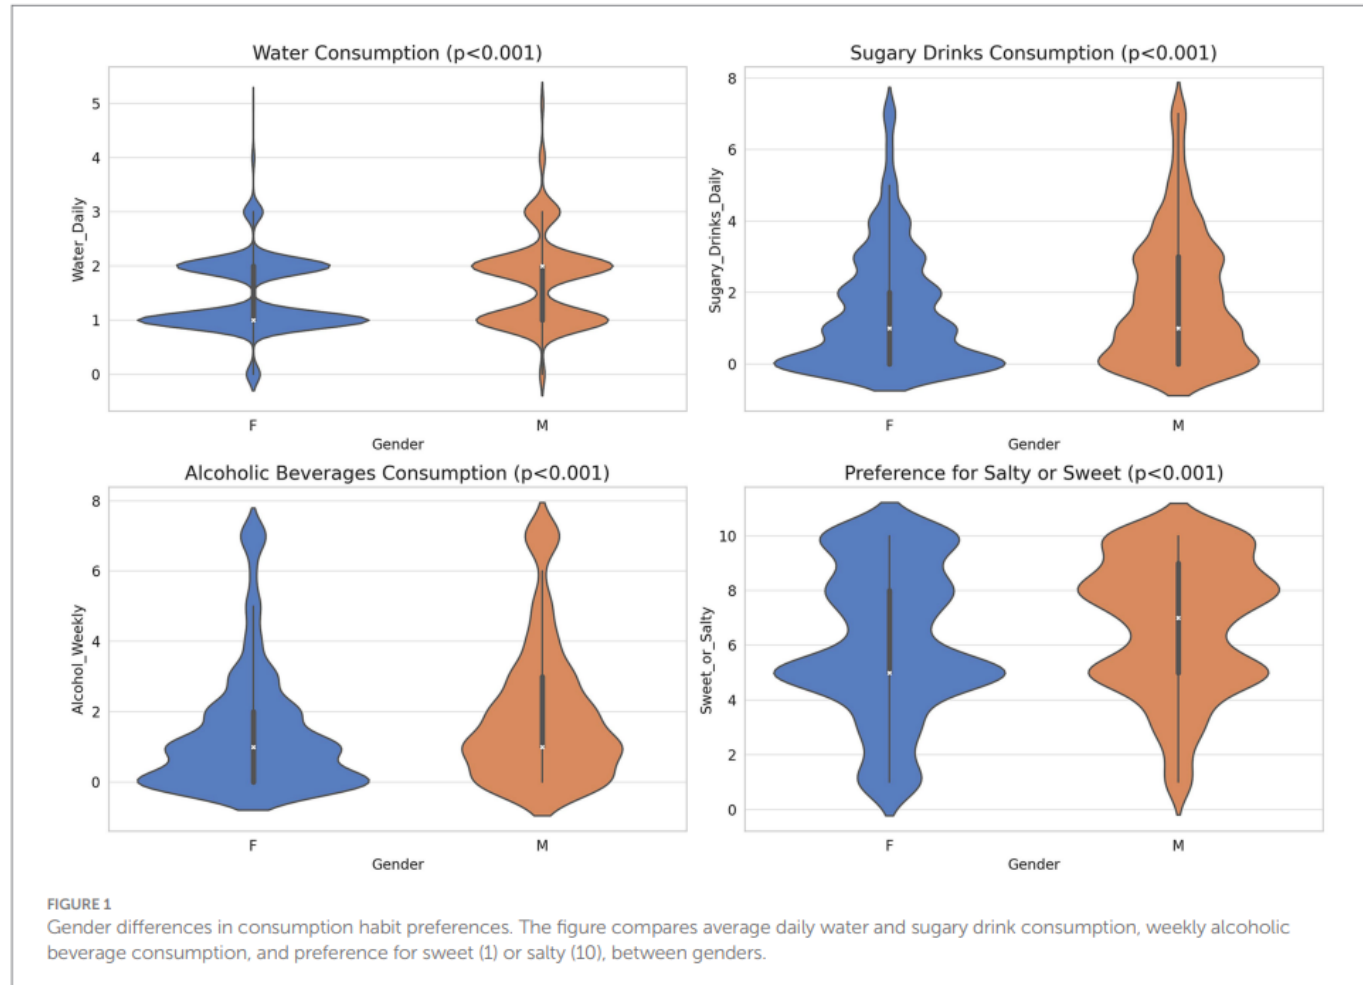 Water Consumption (p<0.001)
Water_Daily
5
4
3
2
1
0
F
M
Gender
Sugary Drinks Consumption (p<0.001)
Sugary_Drinks_Daily
8
6
4
2
0
F
M
Gender
Alcoholic Beverages Consumption (p<0.001)
Alcohol_Weekly
8
6
4
2
0
F
M
Gender
Preference for Salty or Sweet (p<0.001)
Sweet_or_Salty
10
8
6
4
2
0
F
M
Gender
FIGURE 1
Gender differences in consumption habit preferences. The figure compares average daily water and sugary drink consumption, weekly alcoholic
beverage consumption, and preference for sweet (1) or salty (10), between genders.